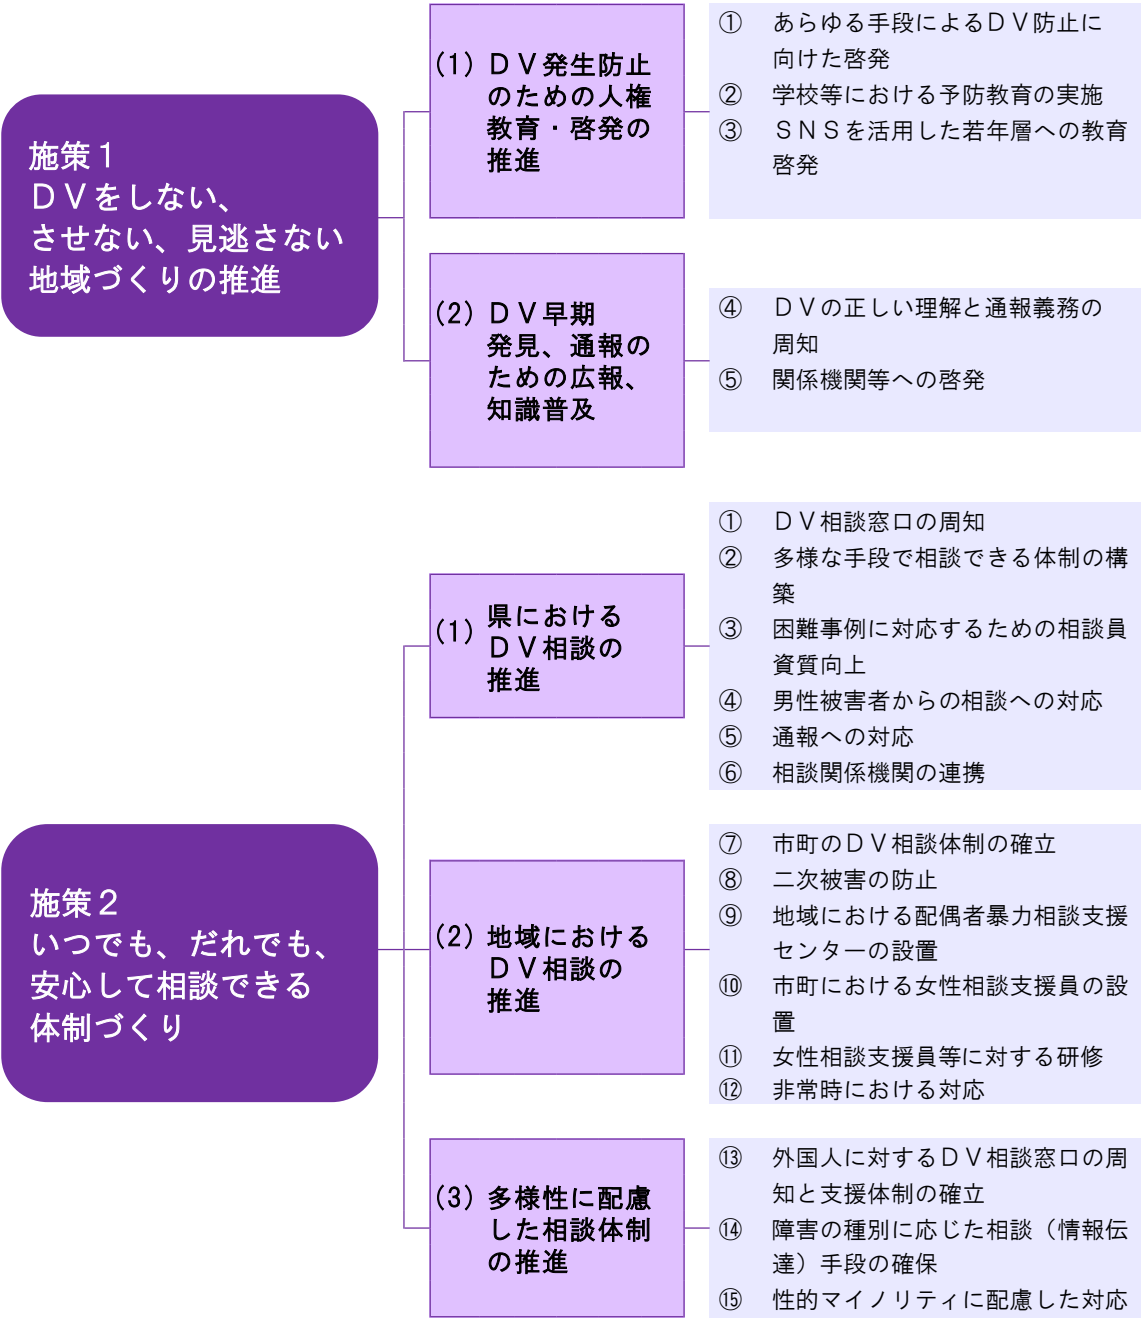 施策１
ＤＶをしない、
させない、見逃さない
地域づくりの推進
(1) ＤＶ発生防止
のための人権
教育・啓発の
推進
① あらゆる手段によるＤＶ防止に
向けた啓発
② 学校等における予防教育の実施
③ ＳＮＳを活用した若年層への教育
啓発
(2) ＤＶ早期
発見、通報の
ための広報、
知識普及
④ ＤＶの正しい理解と通報義務の
周知
⑤ 関係機関等への啓発
施策２
いつでも、だれでも、
安心して相談できる
体制づくり
(1) 県における
ＤＶ相談の
推進
① ＤＶ相談窓口の周知
② 多様な手段で相談できる体制の構
築
③ 困難事例に対応するための相談員
資質向上
④ 男性被害者からの相談への対応
⑤ 通報への対応
⑥ 相談関係機関の連携
(2) 地域における
ＤＶ相談の
推進
⑦ 市町のＤＶ相談体制の確立
⑧ 二次被害の防止
⑨ 地域における配偶者暴力相談支援
センターの設置
⑩ 市町における女性相談支援員の設
置
⑪ 女性相談支援員等に対する研修
⑫ 非常時における対応
(3) 多様性に配慮
した相談体制
の推進
⑬ 外国人に対するＤＶ相談窓口の周
知と支援体制の確立
⑭ 障害の種別に応じた相談（情報伝
達）手段の確保
⑮ 性的マイノリティに配慮した対応